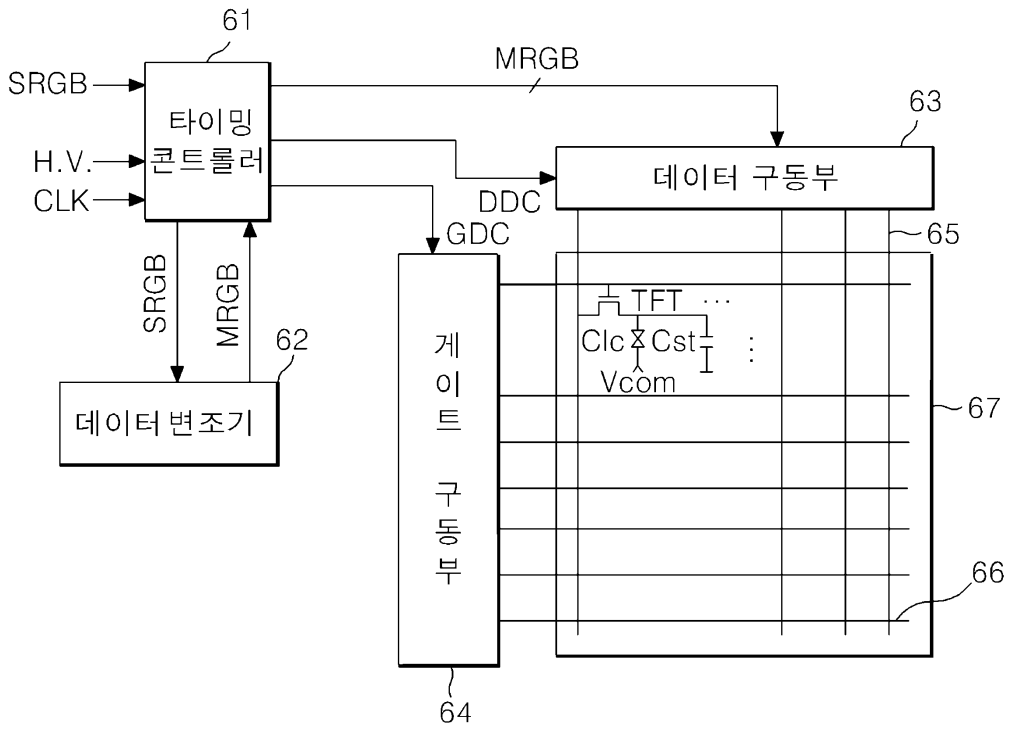 61
MRGB
SRGB
타이밍
콘트롤러
63
H.V.
데이터 구동부
CLK
DDC
GDC
65
SRGB
MRGB
TFT ···
Clc
Cst
⋮
Vcom
62
게이트 구동부
데이터 변조기
67
66
64